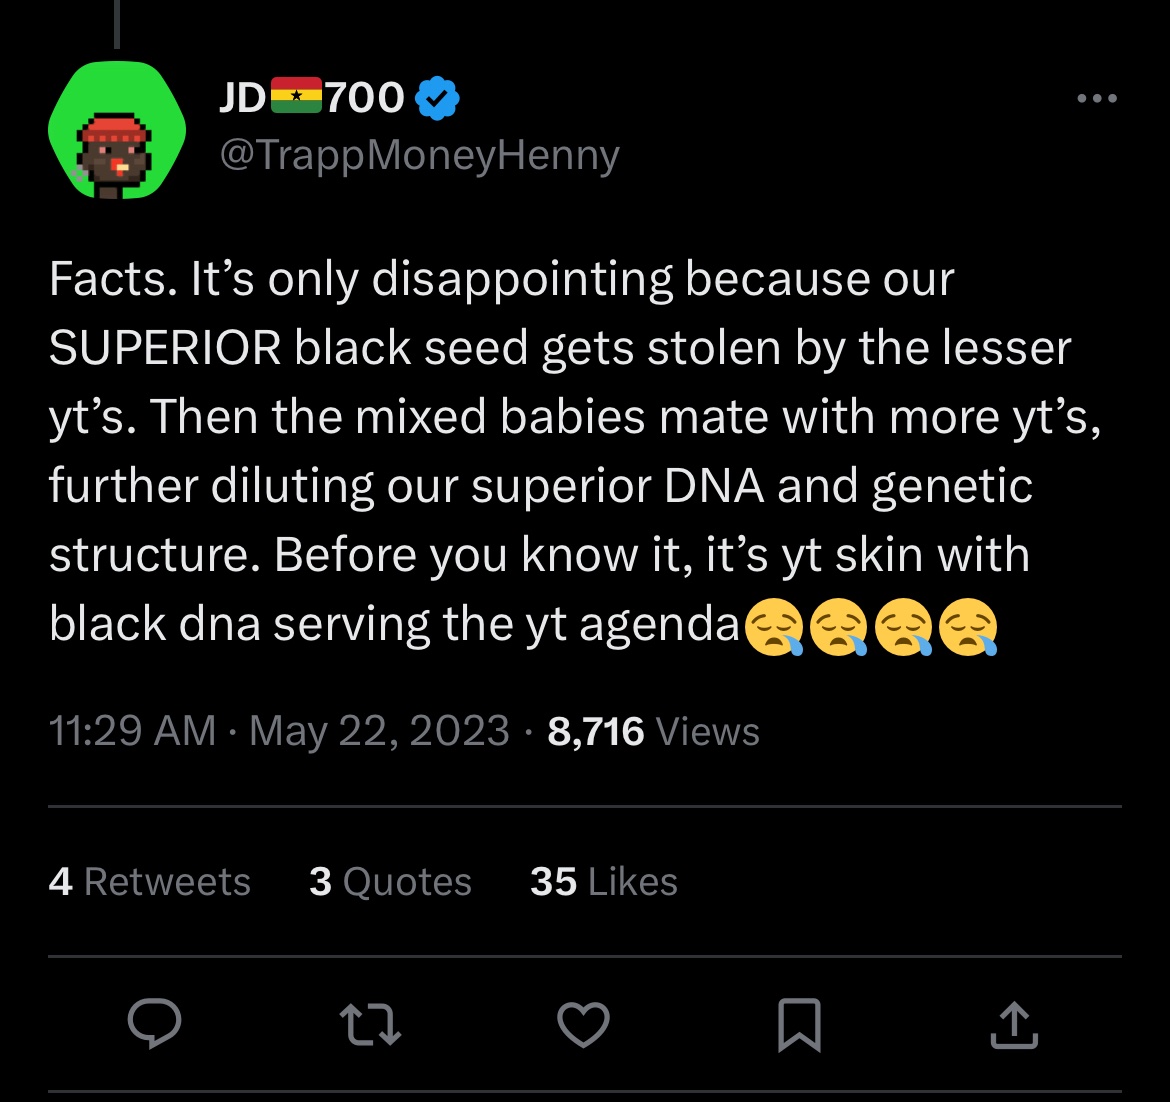 JD🇬🇭700
@TrappMoneyHenny
Facts. It’s only disappointing because our
SUPERIOR black seed gets stolen by the lesser
yt’s. Then the mixed babies mate with more yt’s,
further diluting our superior DNA and genetic
structure. Before you know it, it’s yt skin with
black dna serving the yt agenda😪😪😪😪
11:29 AM · May 22, 2023 · 8,716 Views
4 Retweets 3 Quotes 35 Likes